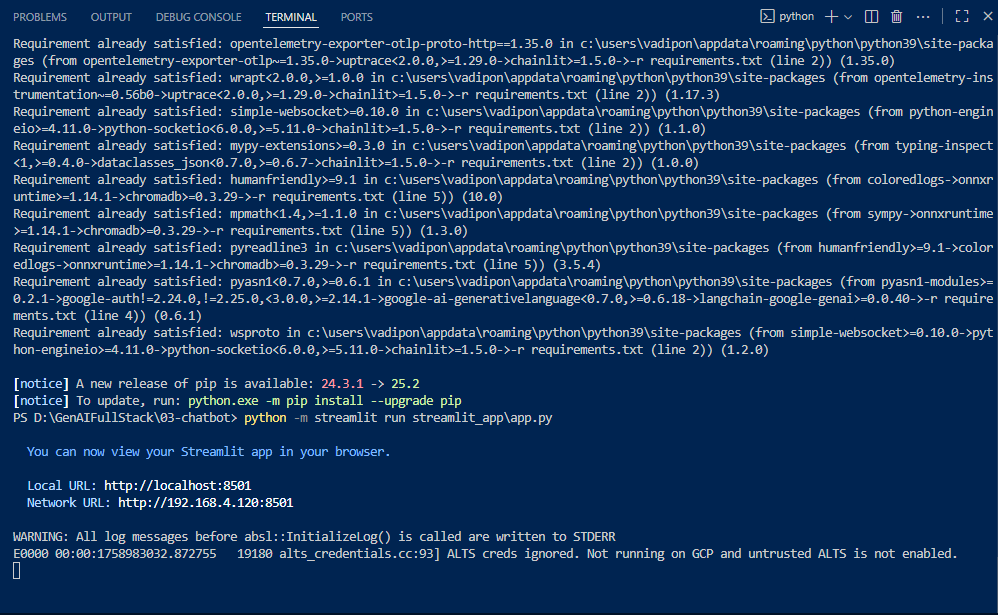 PROBLEMS OUTPUT DEBUG CONSOLE TERMINAL PORTS python
Requirement already satisfied: opentelemetry-exporter-otlp-proto-http==1.35.0 in c:\users\vadipon\appdata\roaming\python\python39\site-packa
ges (from opentelemetry-exporter-otlp~=1.35.0->uptrace<2.0.0,>=1.29.0->chainlit>=1.5.0->-r requirements.txt (line 2)) (1.35.0)
Requirement already satisfied: wrapt<2.0.0,>=1.0.0 in c:\users\vadipon\appdata\roaming\python\python39\site-packages (from opentelemetry-ins
trumentation~=0.56b0->uptrace<2.0.0,>=1.29.0->chainlit>=1.5.0->-r requirements.txt (line 2)) (1.17.3)
Requirement already satisfied: simple-websocket>=0.10.0 in c:\users\vadipon\appdata\roaming\python\python39\site-packages (from python-engin
eio>=4.11.0->python-socketio<6.0.0,>=5.11.0->chainlit>=1.5.0->-r requirements.txt (line 2)) (1.1.0)
Requirement already satisfied: mypy-extensions>=0.3.0 in c:\users\vadipon\appdata\roaming\python\python39\site-packages (from typing-inspect
<1,>=0.4.0->dataclasses_json<0.7.0,>=0.6.7->chainlit>=1.5.0->-r requirements.txt (line 2)) (1.0.0)
Requirement already satisfied: humanfriendly>=9.1 in c:\users\vadipon\appdata\roaming\python\python39\site-packages (from coloredlogs->onnxr
untime>=1.14.1->chromadb>=0.3.29->-r requirements.txt (line 5)) (10.0)
Requirement already satisfied: mpmath<1.4,>=1.1.0 in c:\users\vadipon\appdata\roaming\python\python39\site-packages (from sympy->onnxruntime
>=1.14.1->chromadb>=0.3.29->-r requirements.txt (line 5)) (1.3.0)
Requirement already satisfied: pyreadline3 in c:\users\vadipon\appdata\roaming\python\python39\site-packages (from humanfriendly>=9.1->color
edlogs->onnxruntime>=1.14.1->chromadb>=0.3.29->-r requirements.txt (line 5)) (3.5.4)
Requirement already satisfied: pyasn1<0.7.0,>=0.6.1 in c:\users\vadipon\appdata\roaming\python\python39\site-packages (from pyasn1-modules>=
0.2.1->google-auth!=2.24.0,!=2.25.0,<3.0.0,>=2.14.1->google-ai-generativelanguage<0.7.0,>=0.6.18->langchain-google-genai>=0.0.40->-r require
ments.txt (line 4)) (0.6.1)
Requirement already satisfied: wsproto in c:\users\vadipon\appdata\roaming\python\python39\site-packages (from simple-websocket>=0.10.0->pyt
hon-engineio>=4.11.0->python-socketio<6.0.0,>=5.11.0->chainlit>=1.5.0->-r requirements.txt (line 2)) (1.2.0)
[notice] A new release of pip is available: 24.3.1 -> 25.2
[notice] To update, run: python.exe -m pip install --upgrade pip
PS D:\GenAIFullStack\03-chatbot> python -m streamlit run streamlit_app\app.py
You can now view your Streamlit app in your browser.
Local URL: http://localhost:8501
Network URL: http://192.168.4.120:8501
WARNING: All log messages before absl::InitializeLog() is called are written to STDERR
E0000 00:00:1758983032.872755   19180 alts_credentials.cc:93] ALTS creds ignored. Not running on GCP and untrusted ALTS is not enabled.